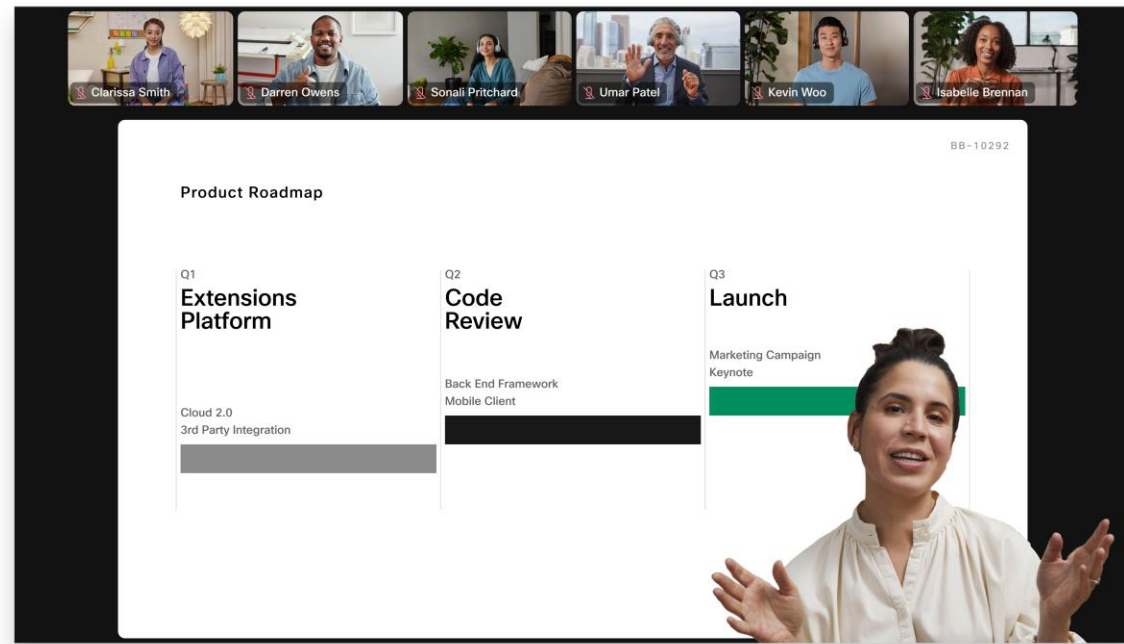 Clarissa Smith
Darren Owens
Sonali Pritchard
Umar Patel
Kevin Woo
Isabelle Brennan
BB-10292
Product Roadmap
Q1
Extensions
Platform
Cloud 2.0
3rd Party Integration
Q2
Code
Review
Back End Framework
Mobile Client
Q3
Launch
Marketing Campaign
Keynote